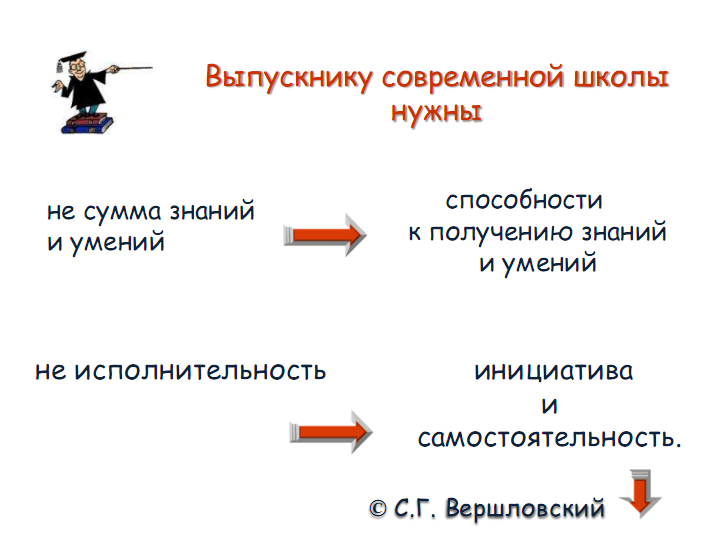 Выпускнику современной школы
нужны
не сумма знаний
и умений
способности
к получению знаний
и умений
не исполнительность
инициатива
и
самостоятельность.
© С.Г. Вершловский